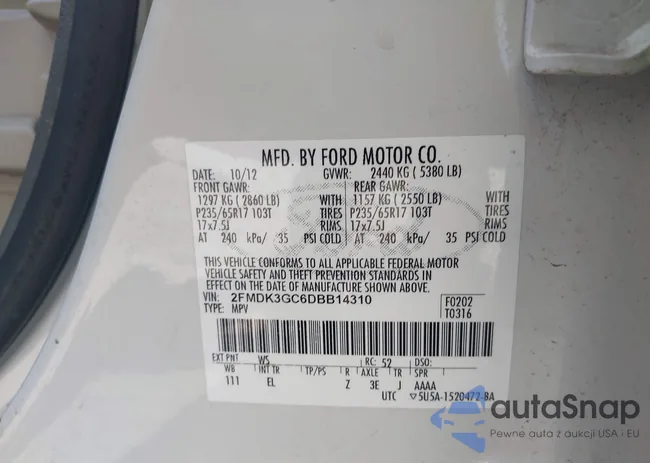 MFD. BY FORD MOTOR CO.
DATE: 10/12 GVWR: 2440 KG ( 5380 LB)
FRONT GAWR: REAR GAWR:
1297 KG ( 2860 LB) WITH 1157 KG ( 2550 LB) WITH
P235/65R17 103T TIRES P235/65R17 103T TIRES
17x7.5J RIMS 17x7.5J RIMS
AT 240 kPa/ 35 PSI COLD AT 240 kPa/ 35 PSI COLD
THIS VEHICLE CONFORMS TO ALL APPLICABLE FEDERAL MOTOR
VEHICLE SAFETY AND THEFT PREVENTION STANDARDS IN
EFFECT ON THE DATE OF MANUFACTURE SHOWN ABOVE.
VIN: 2FMDK3GC6DBB14310 F0202
TYPE: MPV T0316
EXT PNT WS RC: 52 DSO:
WB INT TR TP/PS R AXLE TR SPR
111 EL Z 3E J AAAA
UTC ▽5U5A-1520472-BA
autaSnap
Pewne auta z aukcji USA i EU